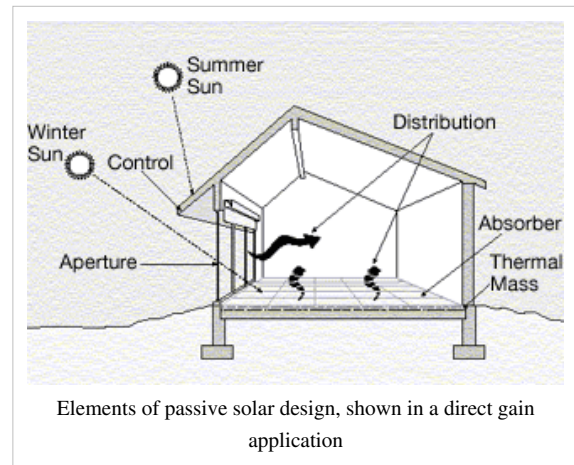 Summer
Sun
Winter
Sun
Control
Distribution
Aperture
Absorber
Thermal
Mass
Elements of passive solar design, shown in a direct gain
application